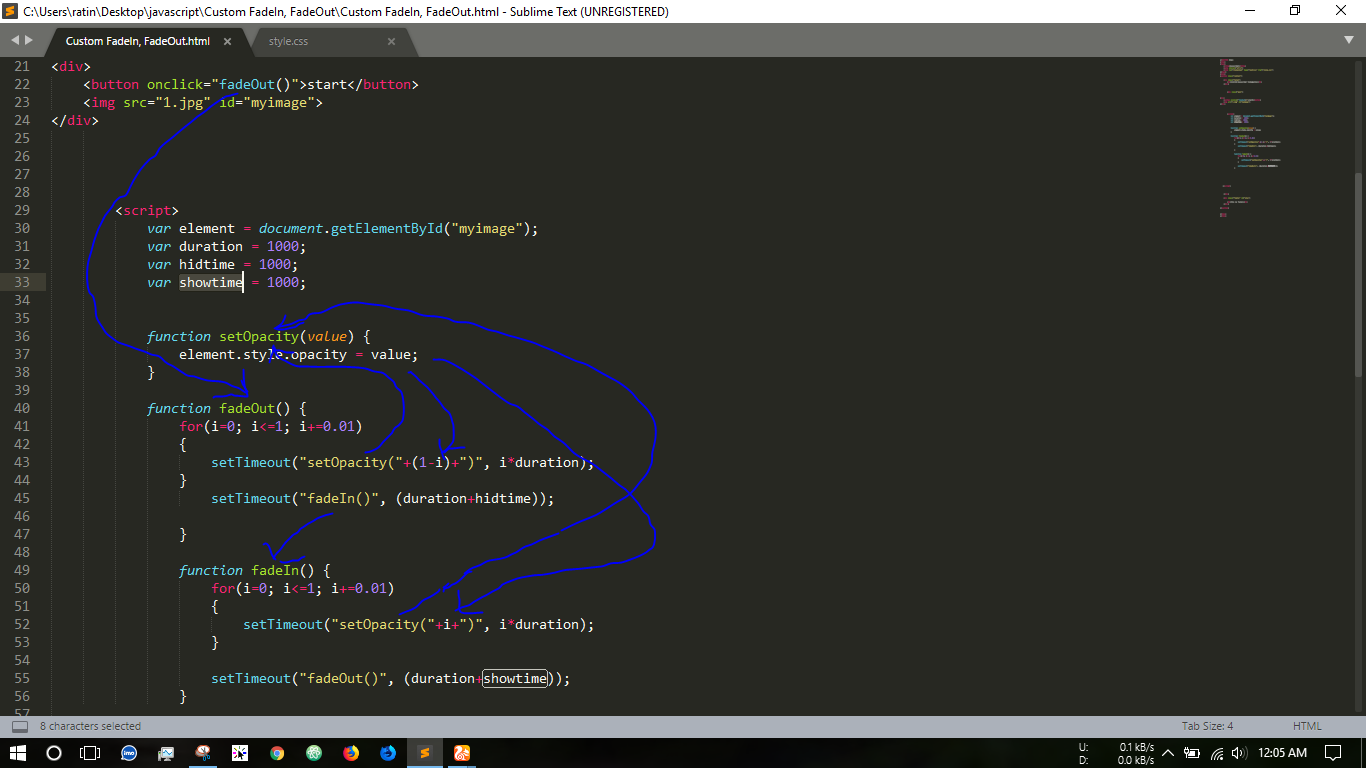 C:\Users\ratin\Desktop\javascript\Custom FadeIn, FadeOut\Custom FadeIn, FadeOut.html - Sublime Text (UNREGISTERED)
Custom FadeIn, FadeOut.html × style.css ×
21 <div>
22 <button onclick="fadeOut()">start</button>
23 <img src="1.jpg" id="myimage">
24 </div>
25
26
27
28
29 <script>
30 var element = document.getElementById("myimage");
31 var duration = 1000;
32 var hidtime = 1000;
33 var showtime = 1000;
34
35
36 function setOpacity(value) {
37 element.style.opacity = value;
38 }
39
40 function fadeOut() {
41 for(i=0; i<=1; i+=0.01)
42 {
43 setTimeout("setOpacity("+(1-i)+")", i*duration);
44 }
45 setTimeout("fadeIn()", (duration+hidtime));
46
47 }
48
49 function fadeIn() {
50 for(i=0; i<=1; i+=0.01)
51 {
52 setTimeout("setOpacity("+i+")", i*duration);
53 }
54
55 setTimeout("fadeOut()", (duration+showtime));
56 }
57
8 characters selected Tab Size: 4 HTML
imo
U: 0.1 kB/s
D: 0.0 kB/s
12:05 AM